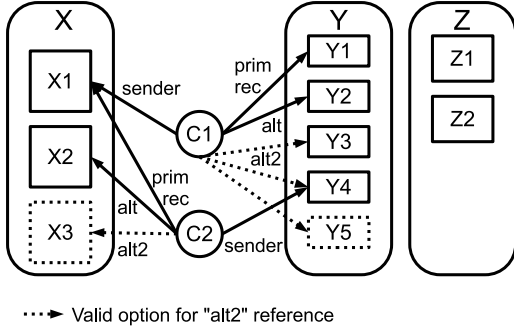 X
Y
Z
X1
X2
X3
sender
prim
rec
alt
alt2
C1
C2
prim
rec
alt
alt2
sender
Y1
Y2
Y3
Y4
Y5
Z1
Z2
Valid option for "alt2" reference